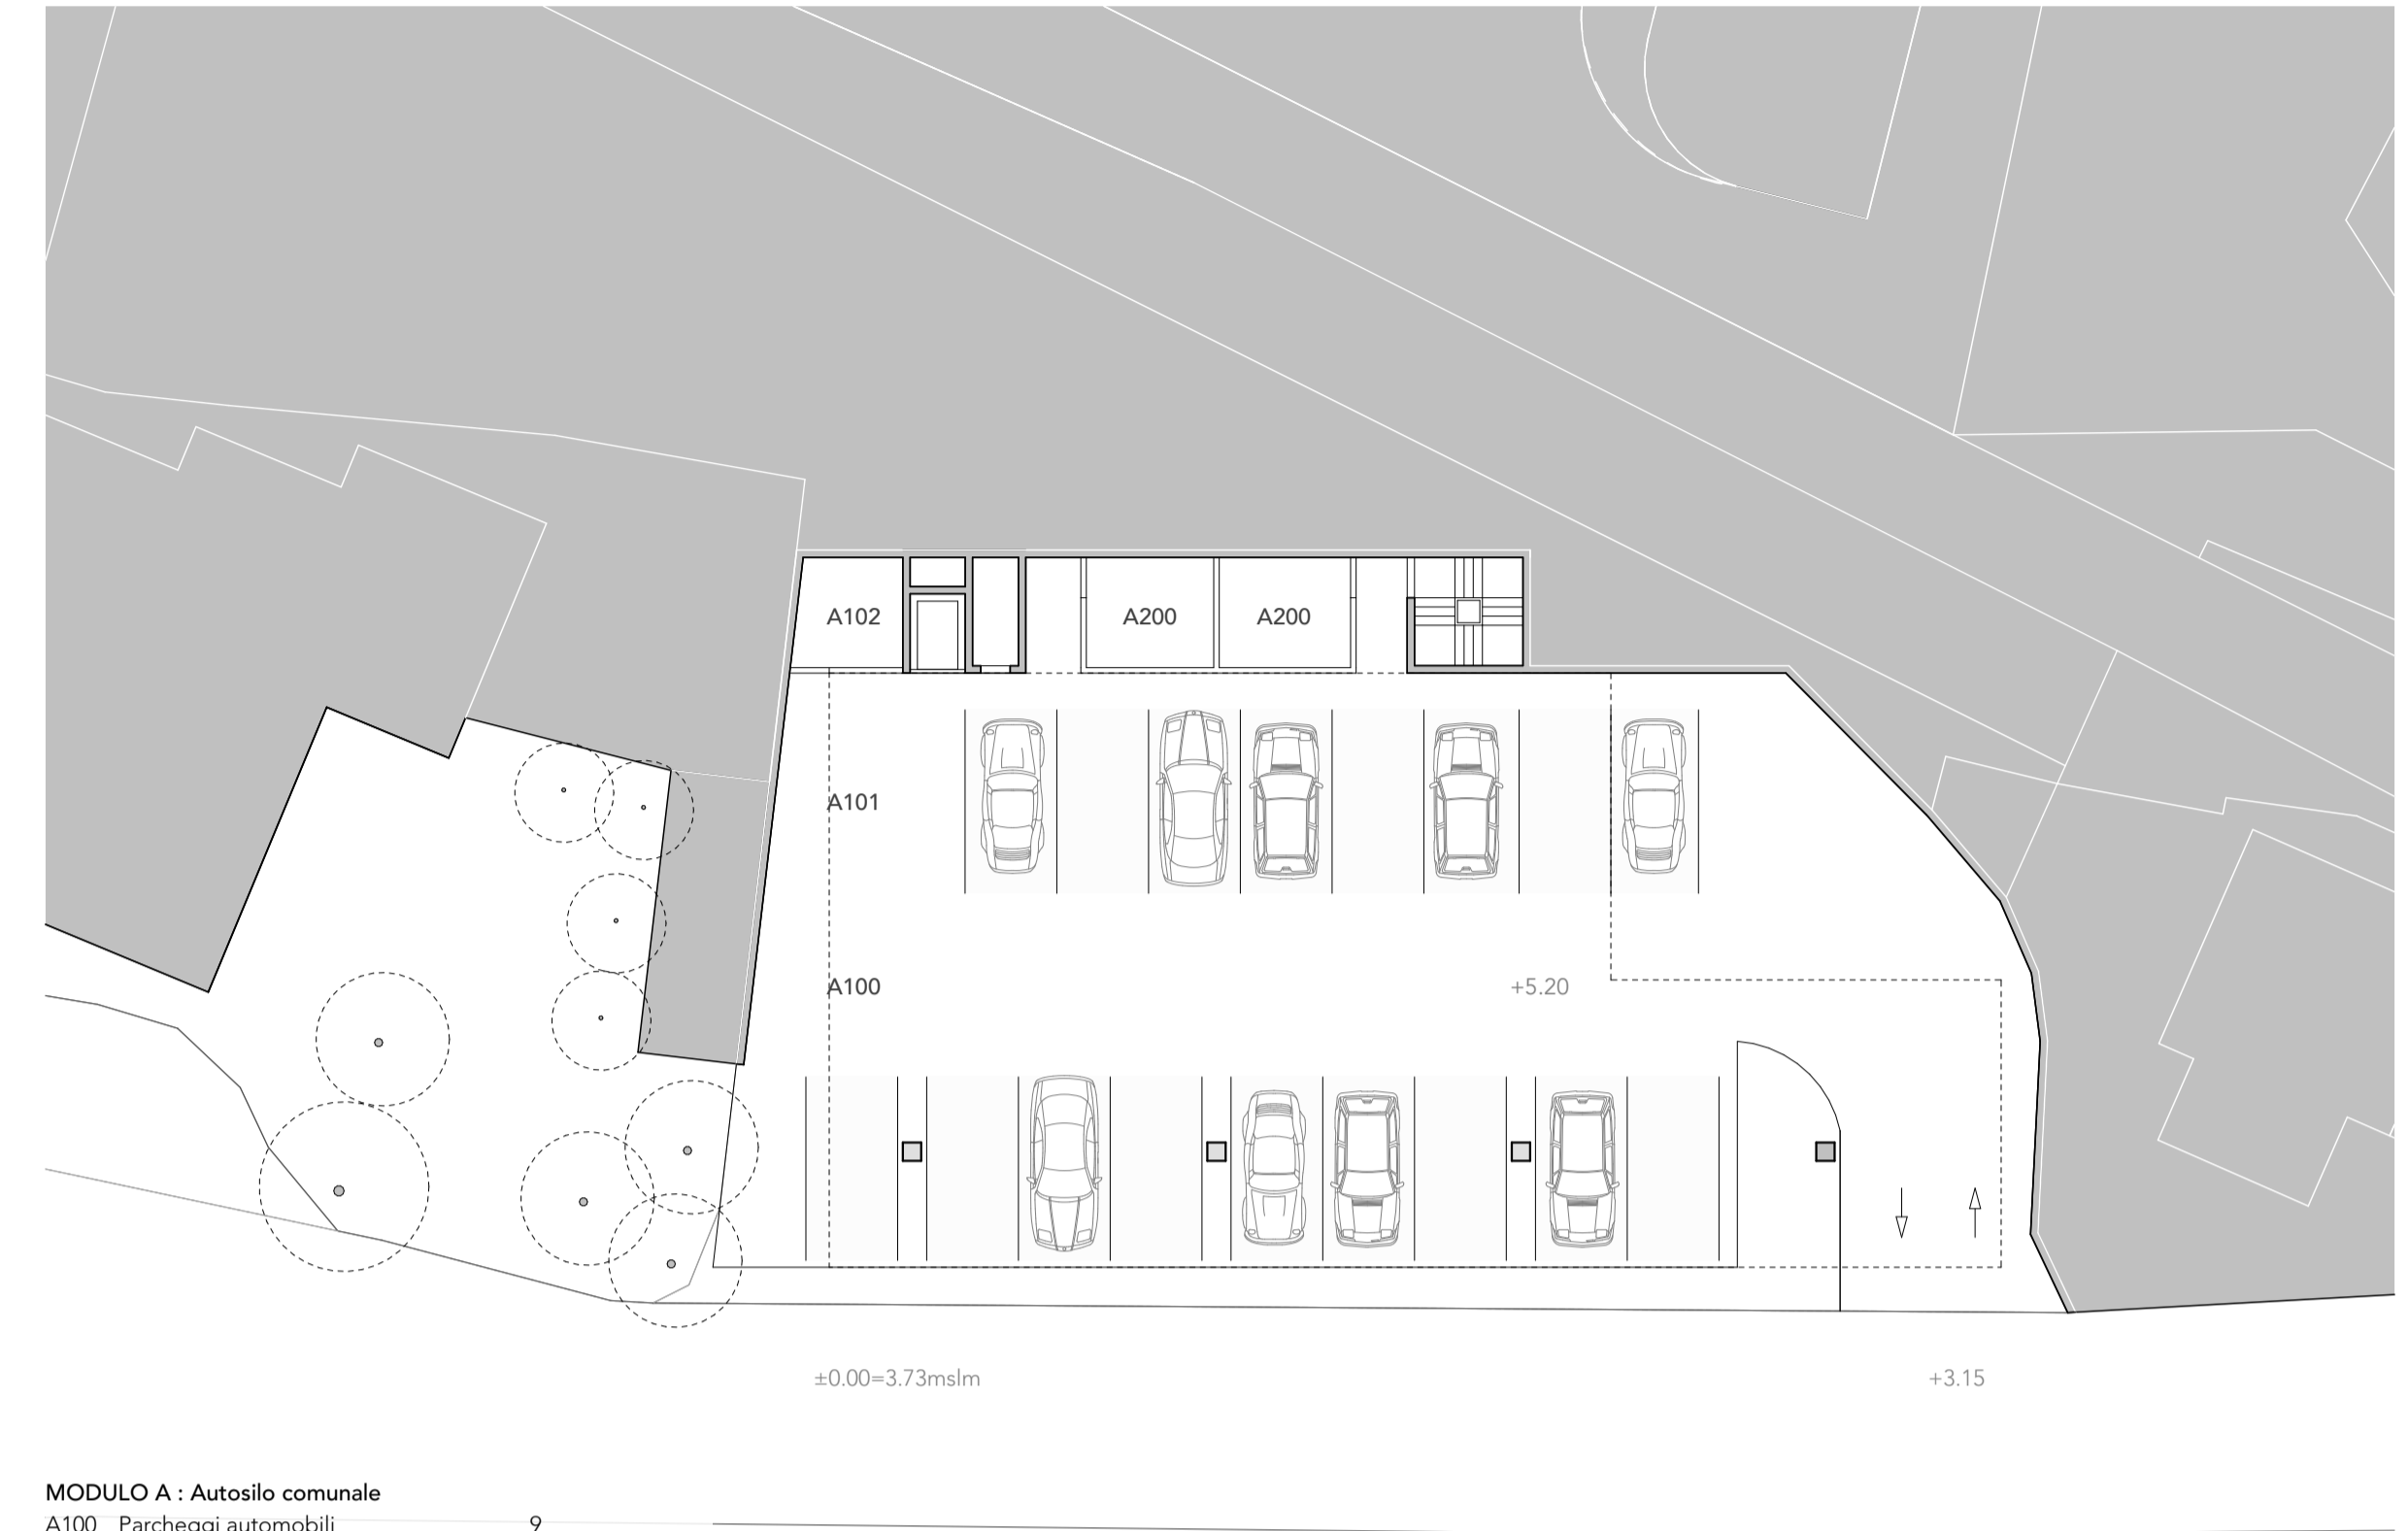 A102 A200 A200
A101
A100 +5.20
±0.00=3.73mslm +3.15
MODULO A : Autosilo comunale
A100 Parcheggi automobili 9